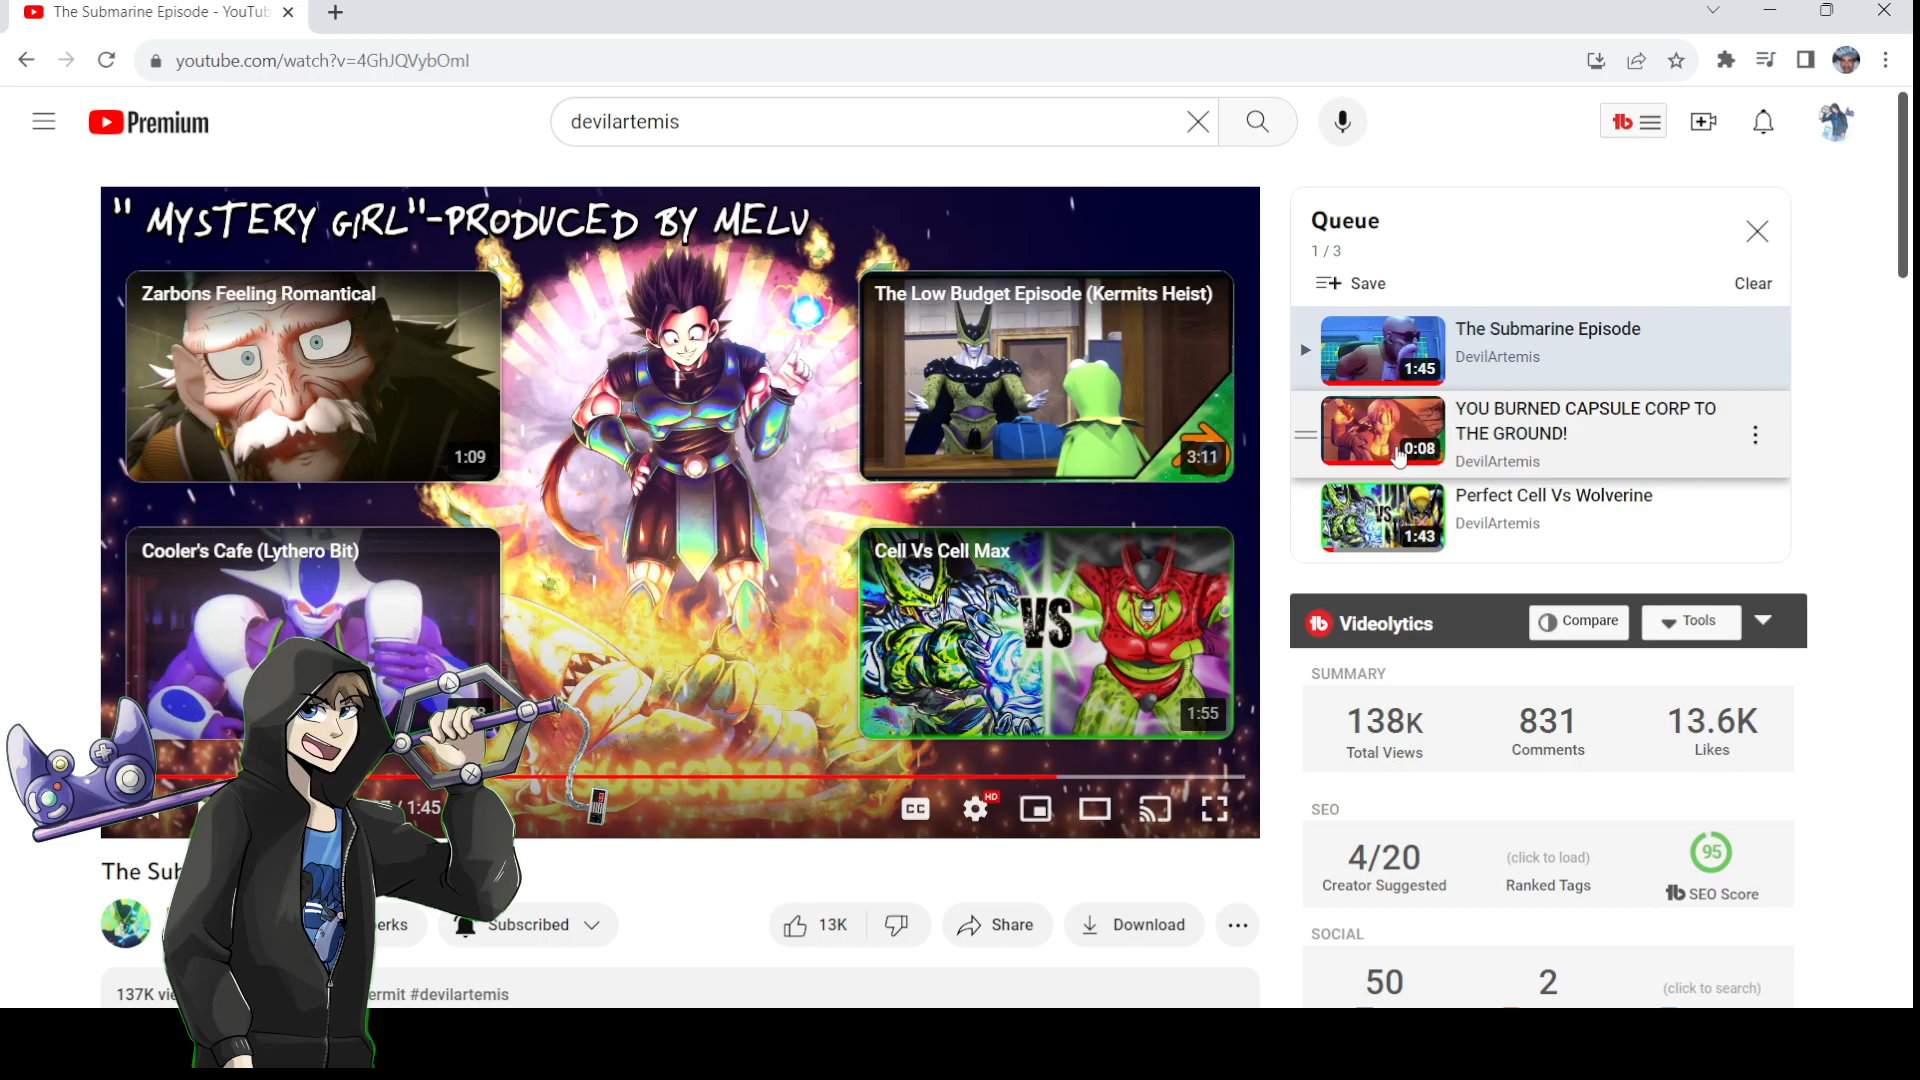 The Submarine Episode - YouTub
youtube.com/watch?v=4GhJQVybOmI
Premium
devilartemis
" MYSTERY GIRL"-PRODUCED BY MELV
Zarbons Feeling Romantical
1:09
The Low Budget Episode (Kermits Heist)
3:11
Cooler's Cafe (Lythero Bit)
Cell Vs Cell Max
VS
1:55
SUBSCRIBE
/ 1:45
CC
HD
The Sub
erks
Subscribed
13K
Share
Download
137K vie
ermit #devilartemis
Queue
1 / 3
Save
Clear
The Submarine Episode
DevilArtemis
1:45
YOU BURNED CAPSULE CORP TO
THE GROUND!
DevilArtemis
0:08
Perfect Cell Vs Wolverine
DevilArtemis
VS
1:43
Videolytics
Compare
Tools
SUMMARY
138K
Total Views
831
Comments
13.6K
Likes
SEO
4/20
Creator Suggested
(click to load)
Ranked Tags
95
SEO Score
SOCIAL
50
2
(click to search)